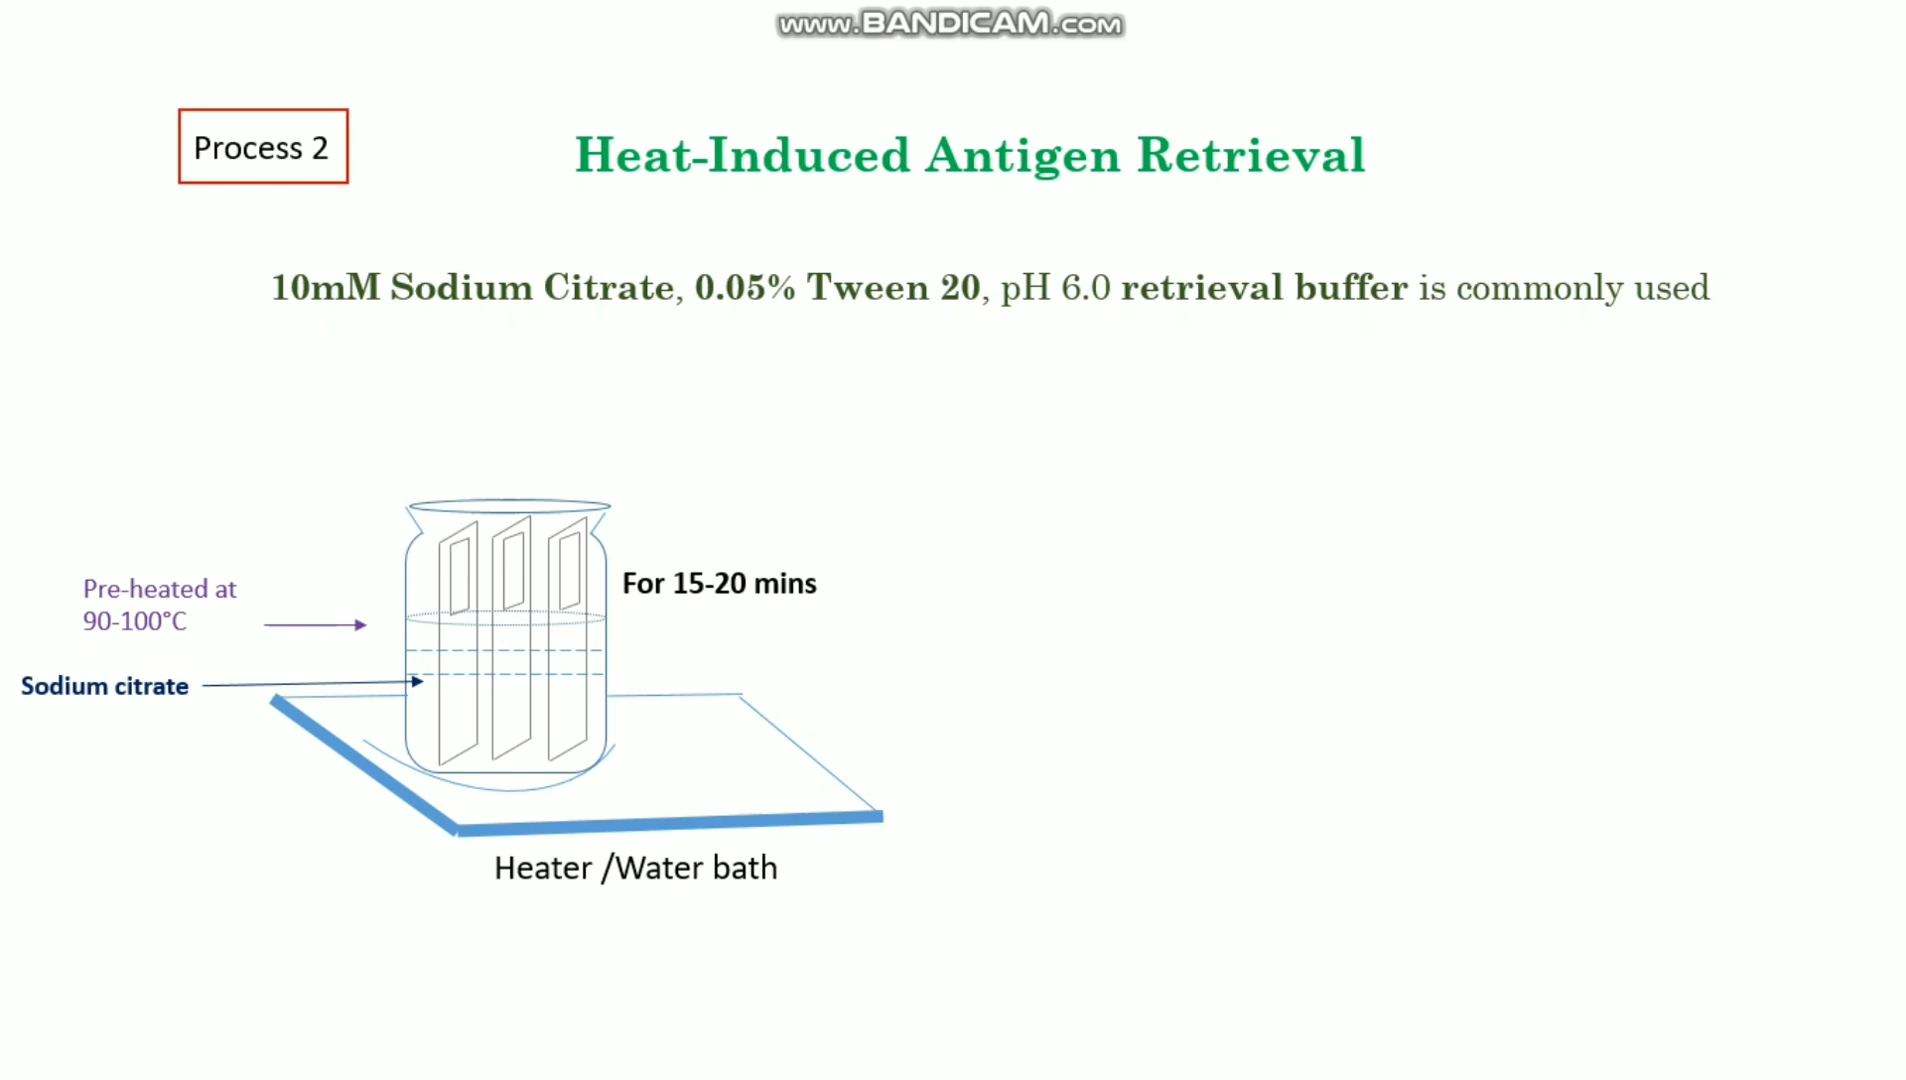 www.BANDICAM.com
Process 2
Heat-Induced Antigen Retrieval
10mM Sodium Citrate, 0.05% Tween 20, pH 6.0 retrieval buffer is commonly used
Pre-heated at
90-100°C
For 15-20 mins
Sodium citrate
Heater /Water bath